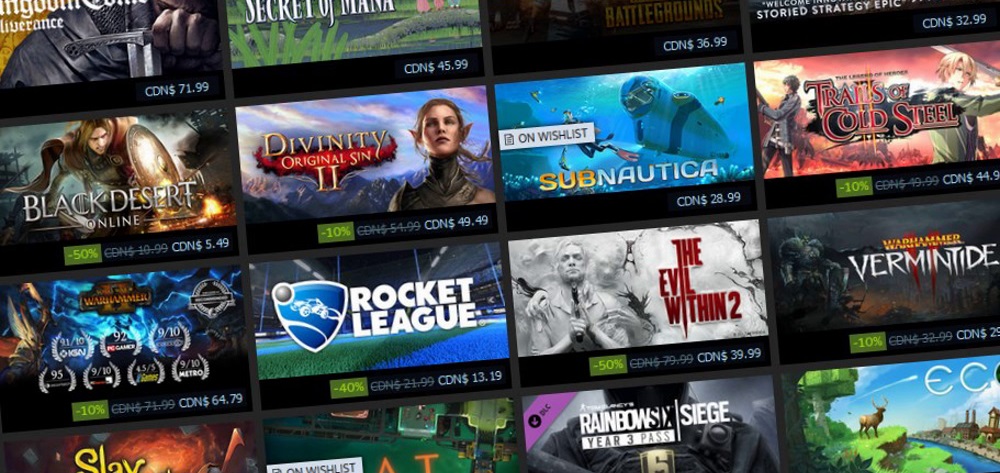 Kingdom Come
Deliverance
CDN$ 71.99
SECRET of MANA
CDN$ 45.99
BATTLEGROUNDS
CDN$ 36.99
"WELCOME
STORIED STRATEGY EPIC"
CDN$ 32.99
BLACK DESERT
ONLINE
-50% CDN$ 10.99 CDN$ 5.49
DIVINITY
ORIGINAL SIN
II
-10% CDN$ 54.99 CDN$ 49.49
ON WISHLIST
SUBNAUTICA
CDN$ 28.99
THE LEGEND OF HEROES
TRAILS OF
COLD STEEL
-10% CDN$ 49.99 CDN$ 44.9
WARHAMMER
91/10
IGN
92
PC GAMER
9/10
95
9/10
4.5/5
9/10
METRO
-10% CDN$ 71.99 CDN$ 64.79
ROCKET
LEAGUE
-40% CDN$ 21.99 CDN$ 13.19
THE
EVIL
WITHIN 2
-50% CDN$ 79.99 CDN$ 39.99
WARHAMMER
VERMINTIDE
-10% CDN$ 32.99 CDN$ 2
Slay
ON WISHLIST
DLC
TOM CLANCY'S
RAINBOW SIX | SIEGE
YEAR 3 PASS
6
ECO